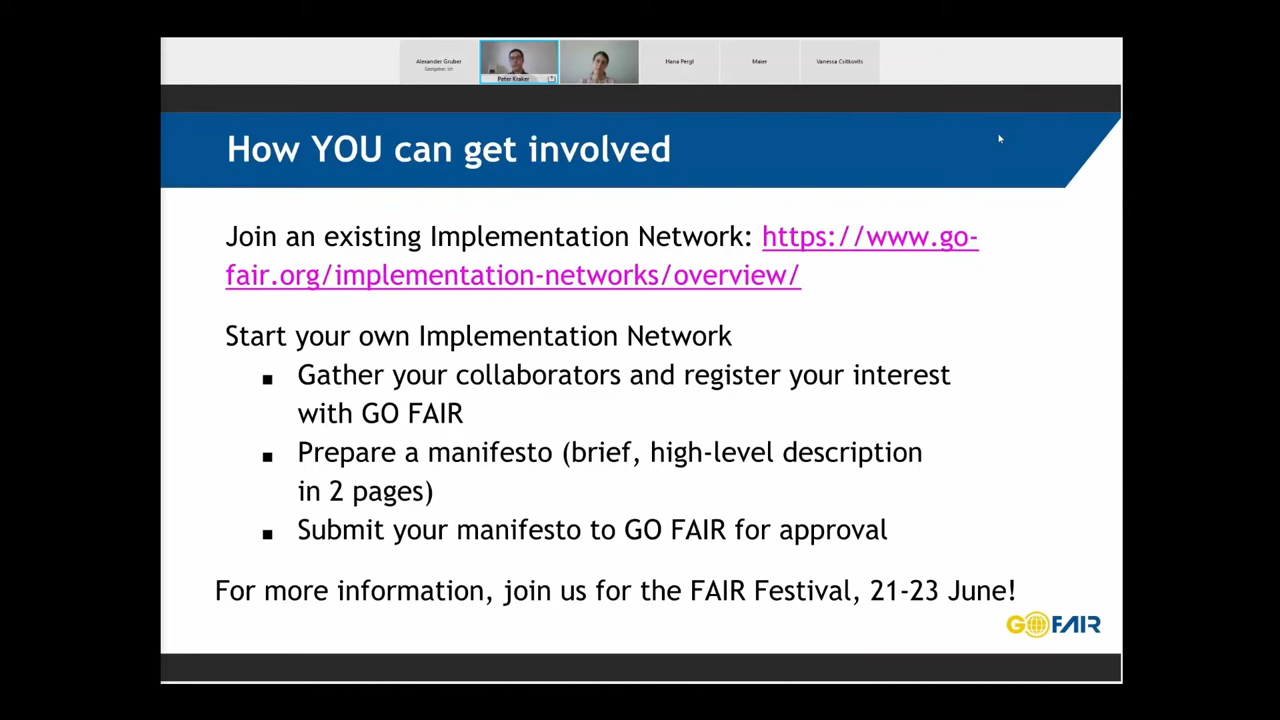 Alexander Gruber
Gastgeber, ich
Peter Kraker
Hana Pergl
Maier
Vanessa Csitkovits
How YOU can get involved
Join an existing Implementation Network: https://www.go-
fair.org/implementation-networks/overview/
Start your own Implementation Network
▪ Gather your collaborators and register your interest
with GO FAIR
▪ Prepare a manifesto (brief, high-level description
in 2 pages)
▪ Submit your manifesto to GO FAIR for approval
For more information, join us for the FAIR Festival, 21-23 June!
GO FAIR